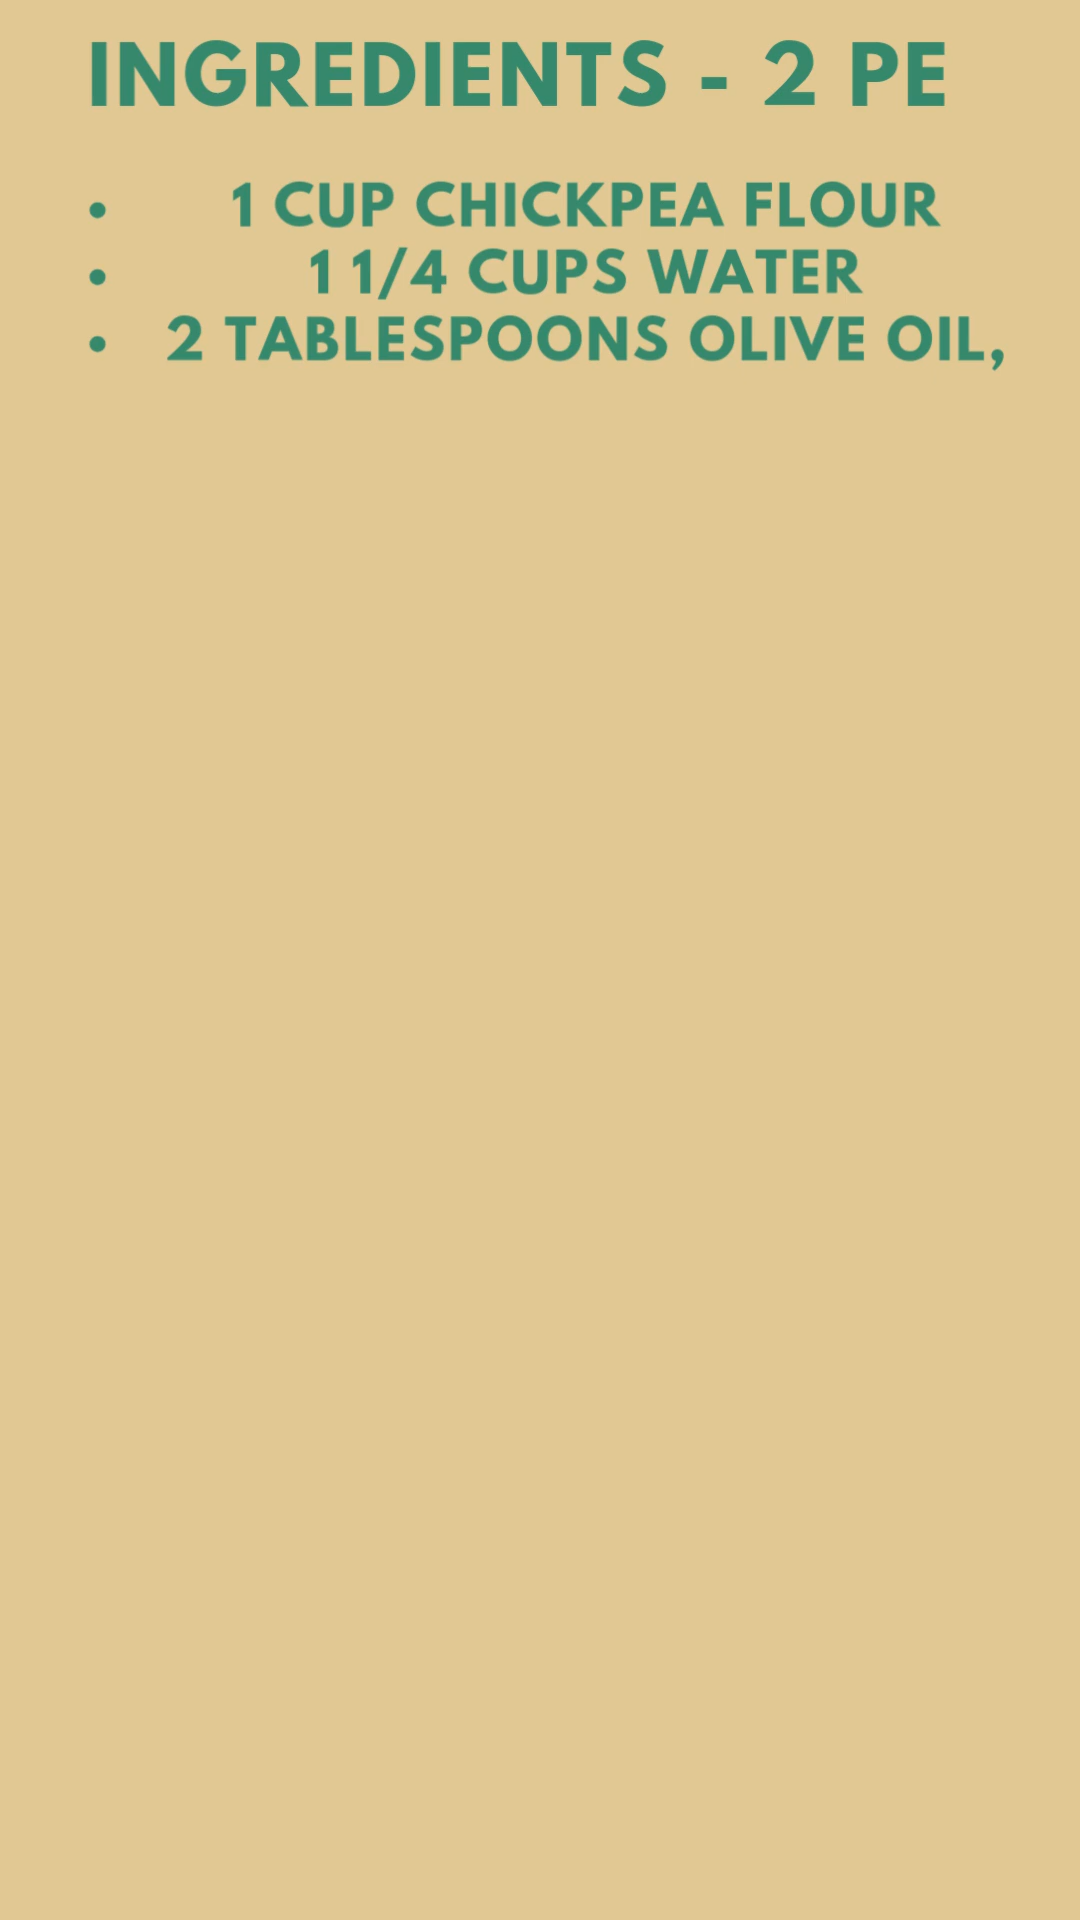 INGREDIENTS - 2 PE
• 1 CUP CHICKPEA FLOUR
• 1 1/4 CUPS WATER
• 2 TABLESPOONS OLIVE OIL,